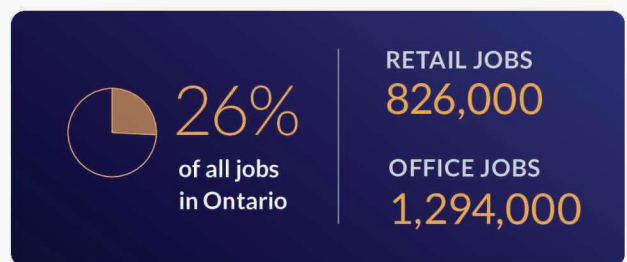 26%
of all jobs
in Ontario
RETAIL JOBS
826,000
OFFICE JOBS
1,294,000